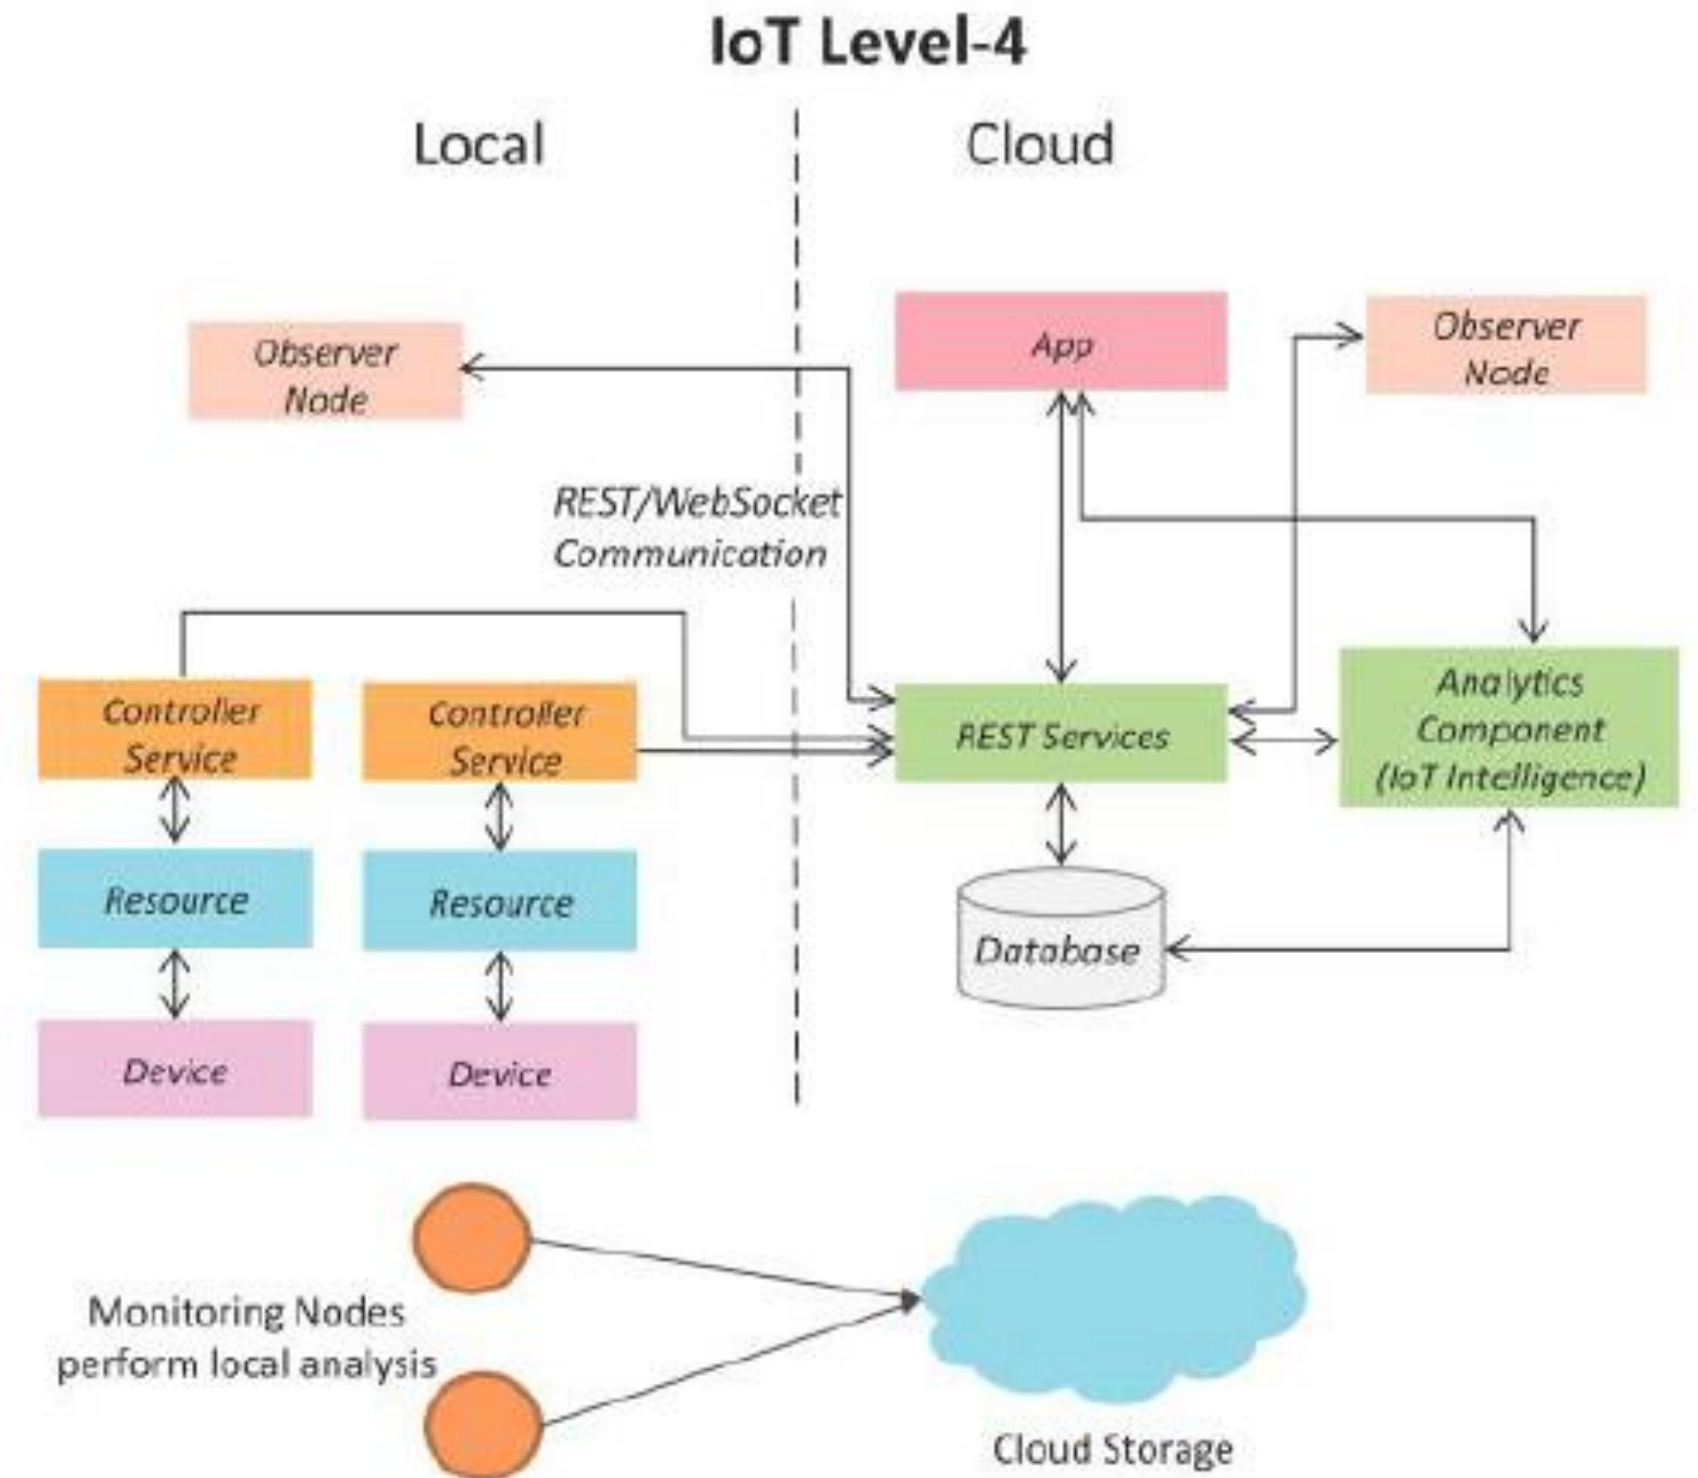 IoT Level-4
Local
Cloud
Observer
Node
App
Observer
Node
REST/WebSocket
Communication
Controller
Service
Controller
Service
REST Services
Analytics
Component
(IoT Intelligence)
Resource
Resource
Database
Device
Device
Monitoring Nodes
perform local analysis
Cloud Storage